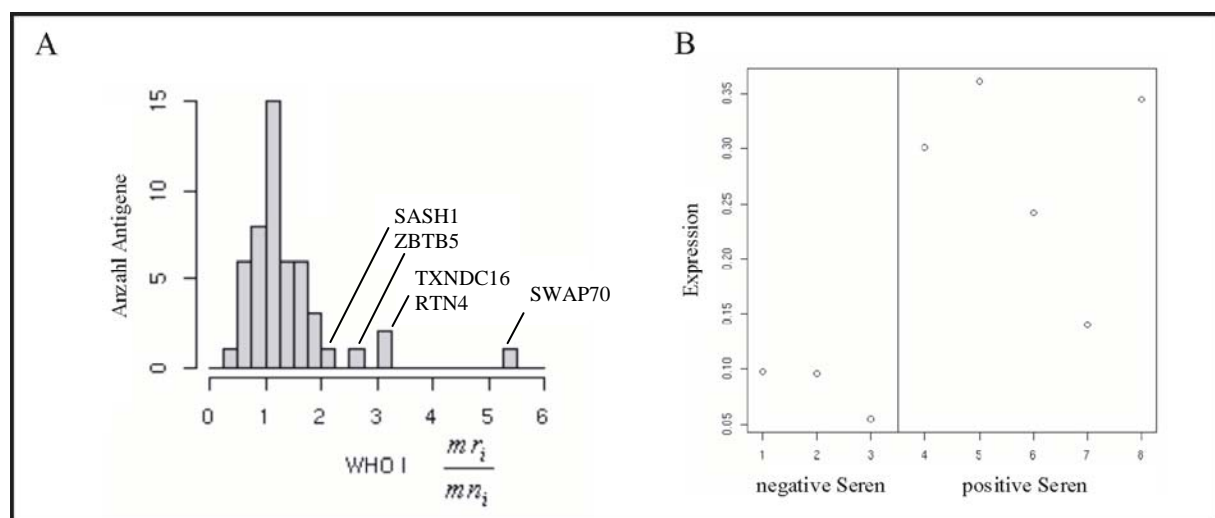 A
Anzahl Antigene
15
10
5
0
SASH1
ZBTB5
TXNDC16
RTN4
SWAP70
0 1 2 3 4 5 6
WHO I m r_i / m n_i
B
Expression
0.35
0.30
0.25
0.20
0.15
0.10
0.05
1 2 3 4 5 6 7 8
negative Seren positive Seren